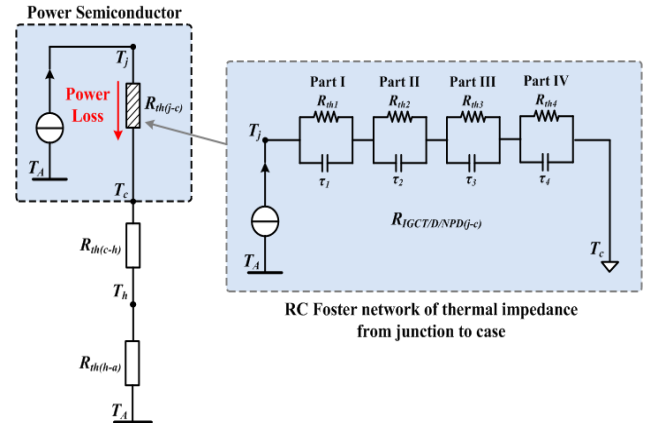 Power Semiconductor
Tj
Power
Loss
Rth(j-c)
TA
Tc
Rth(c-h)
Th
Rth(h-a)
TA
Part I
Part II
Part III
Part IV
Rth1
Rth2
Rth3
Rth4
Tj
τ1
τ2
τ3
τ4
RIGCT/D/NPD(j-c)
TA
Tc
RC Foster network of thermal impedance
from junction to case